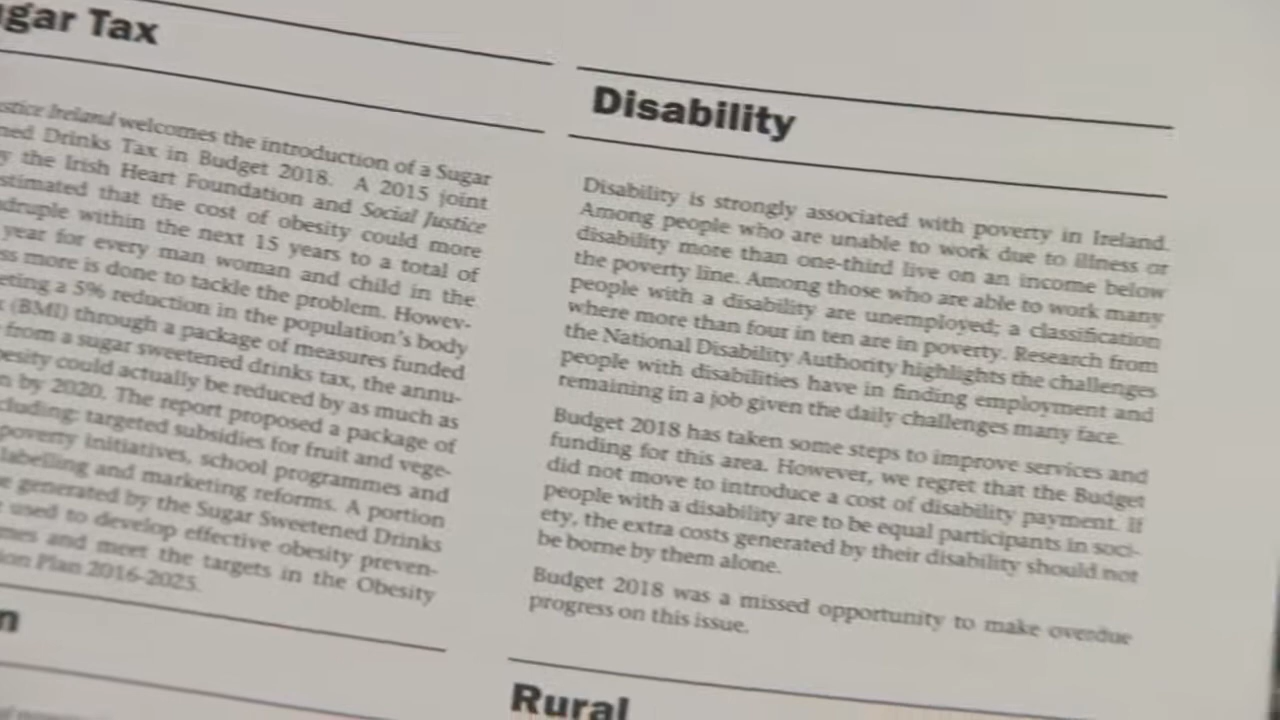 gar Tax
stice Ireland welcomes the introduction of a Sugar
ned Drinks Tax in Budget 2018. A 2015 joint
y the Irish Heart Foundation and Social Justice
stimated that the cost of obesity could more
adruple within the next 15 years to a total of
year for every man woman and child in the
ss more is done to tackle the problem. Howev-
eting a 5% reduction in the population's body
x (BMI) through a package of measures funded
from a sugar sweetened drinks tax, the annu-
besity could actually be reduced by as much as
n by 2020. The report proposed a package of
cluding: targeted subsidies for fruit and vege-
poverty initiatives, school programmes and
labelling and marketing reforms. A portion
e generated by the Sugar Sweetened Drinks
used to develop effective obesity preven-
mes and meet the targets in the Obesity
ion Plan 2016-2025.
n
Disability
Disability is strongly associated with poverty in Ireland.
Among people who are unable to work due to illness or
disability more than one-third live on an income below
the poverty line. Among those who are able to work many
people with a disability are unemployed; a classification
where more than four in ten are in poverty. Research from
the National Disability Authority highlights the challenges
people with disabilities have in finding employment and
remaining in a job given the daily challenges many face.
Budget 2018 has taken some steps to improve services and
funding for this area. However, we regret that the Budget
did not move to introduce a cost of disability payment. If
people with a disability are to be equal participants in soci-
ety, the extra costs generated by their disability should not
be borne by them alone.
Budget 2018 was a missed opportunity to make overdue
progress on this issue.
Rural